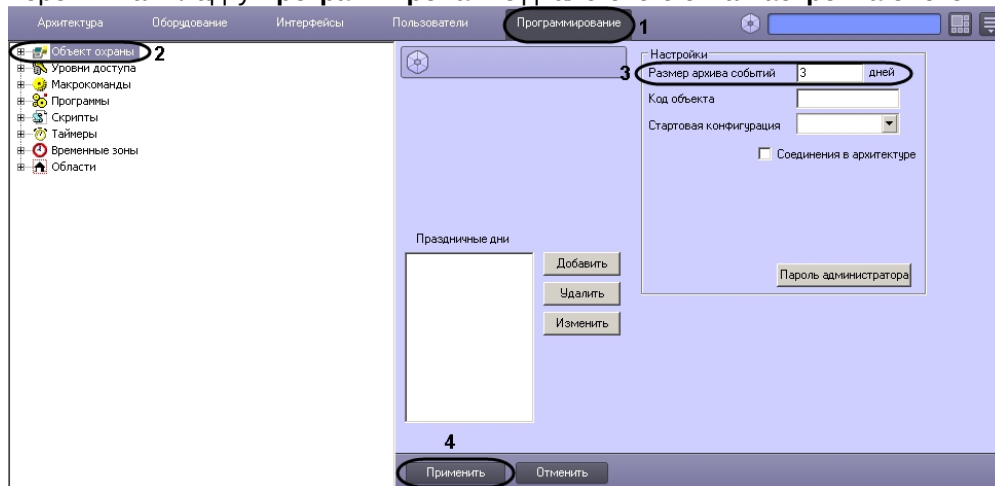 Архитектура Оборудование Интерфейсы Пользователи Программирование 1
Объект охраны 2
Уровни доступа
Макрокоманды
Программы
Скрипты
Таймеры
Временные зоны
Области
Настройки
3 Размер архива событий 3 дней
Код объекта
Стартовая конфигурация
Соединения в архитектуре
Праздничные дни
Добавить
Удалить
Изменить
Пароль администратора
4
Применить Отменить